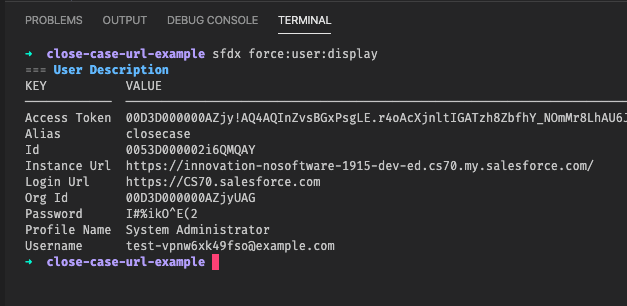 PROBLEMS OUTPUT DEBUG CONSOLE TERMINAL
➜ close-case-url-example sfdx force:user:display
=== User Description
KEY VALUE
Access Token 00D3D000000AZjy!AQ4AQInZvsBGxPsgLE.r4oAcXjnltIGATzh8ZbfhY_NOmMr8LhAU6J
Alias closecase
Id 0053D000002i6QMQAY
Instance Url https://innovation-nosoftware-1915-dev-ed.cs70.my.salesforce.com/
Login Url https://CS70.salesforce.com
Org Id 00D3D000000AZjyUAG
Password I#%ikO^E(2
Profile Name System Administrator
Username test-vpnw6xk49fso@example.com
➜ close-case-url-example